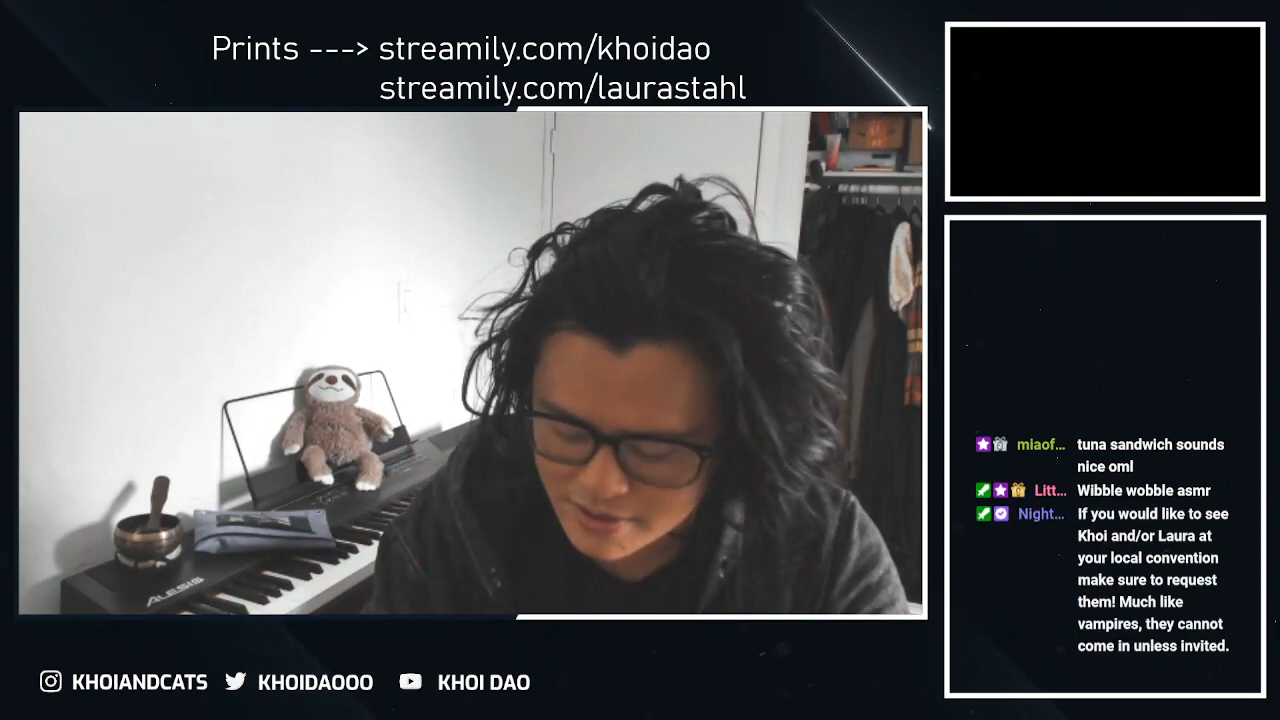 Prints ---> streamily.com/khoidao
streamily.com/laurastahl
ALESIS
miaof... tuna sandwich sounds
nice oml
Litt... Wibble wobble asmr
Night... If you would like to see
Khoi and/or Laura at
your local convention
make sure to request
them! Much like
vampires, they cannot
come in unless invited.
KHOIANDCATS KHOIDAOOO KHOI DAO